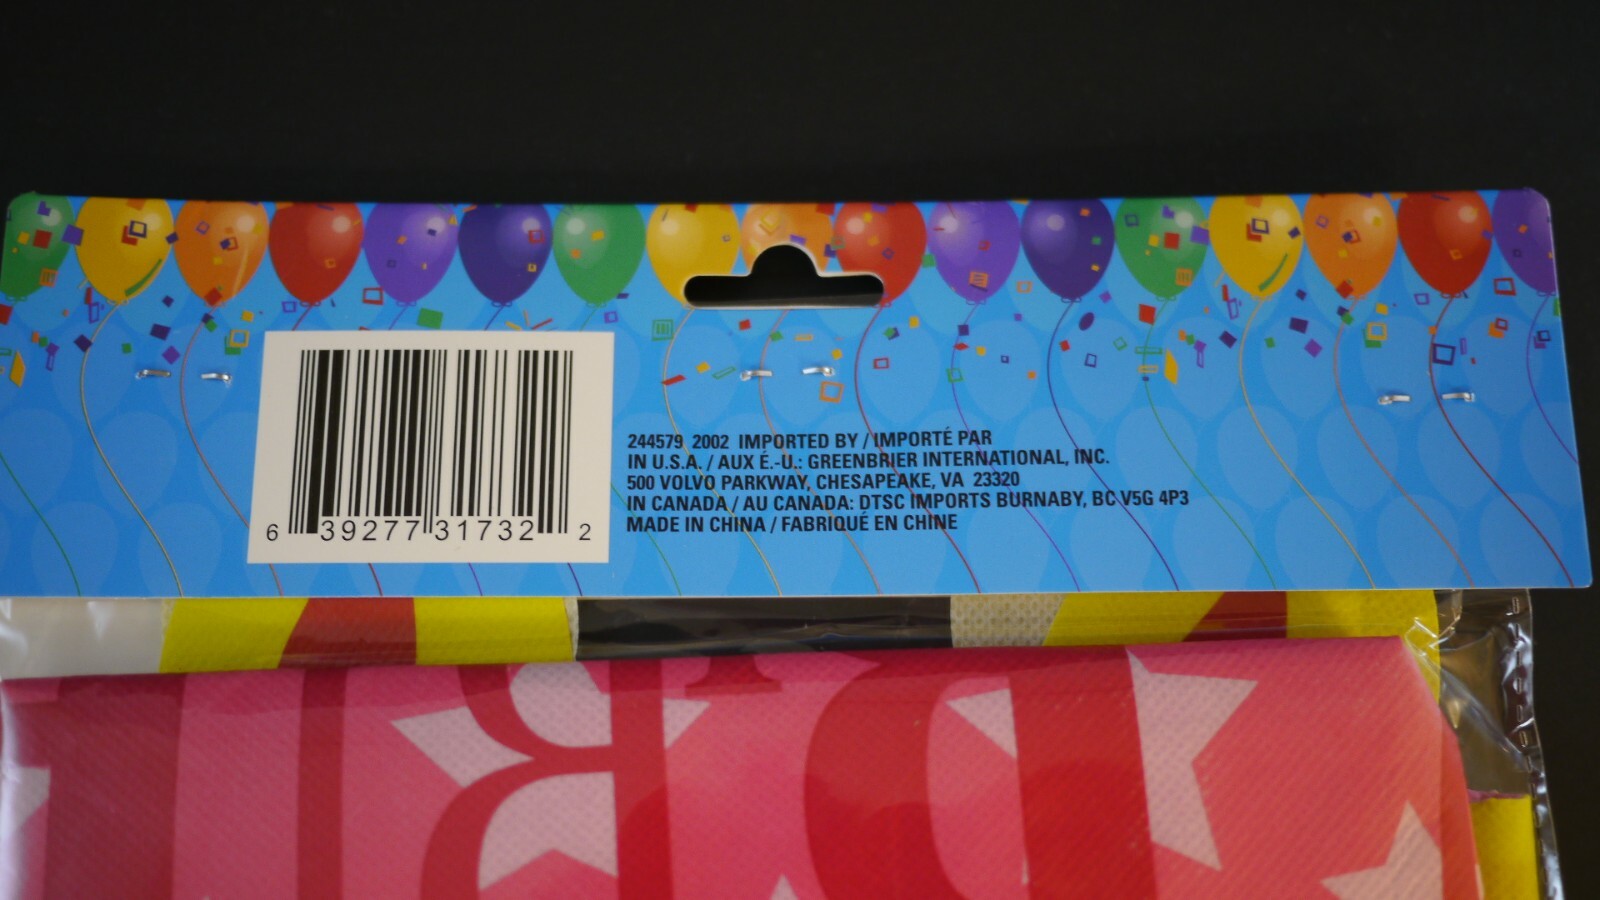 6 39277 31732 2
244579 2002 IMPORTED BY / IMPORTÉ PAR
IN U.S.A. / AUX É.-U.: GREENBRIER INTERNATIONAL, INC.
500 VOLVO PARKWAY, CHESAPEAKE, VA 23320
IN CANADA / AU CANADA: DTSC IMPORTS BURNABY, BC V5G 4P3
MADE IN CHINA / FABRIQUÉ EN CHINE